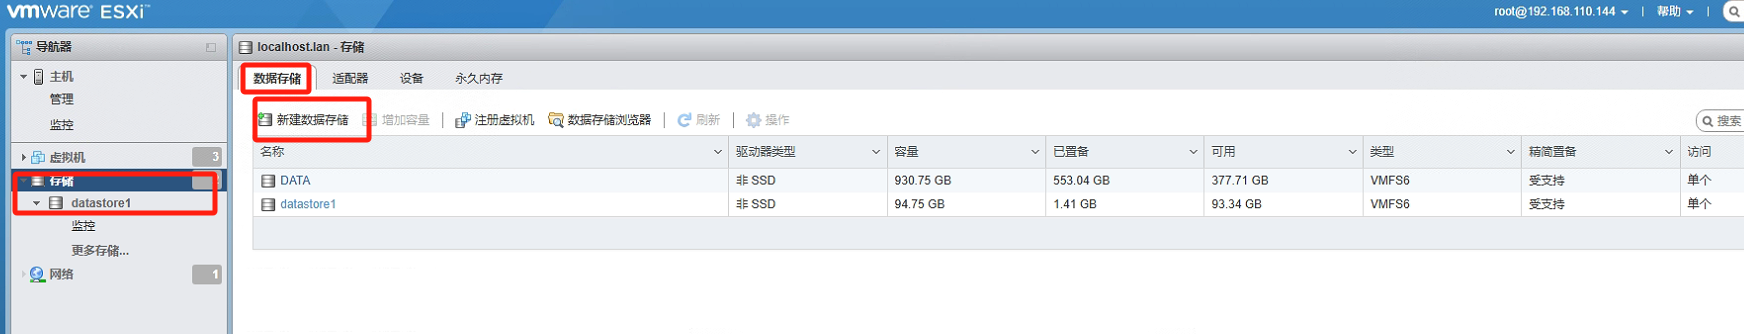 vmware ESXi™
root@192.168.110.144 | 帮助
导航器
localhost.lan - 存储
主机
管理
监控
虚拟机 3
存储
datastore1
监控
更多存储...
网络 1
数据存储 适配器 设备 永久内存
新建数据存储 增加容量 | 注册虚拟机 数据存储浏览器 | 刷新 | 操作
搜索
名称 驱动器类型 容量 已置备 可用 类型 精简置备 访问
DATA 非 SSD 930.75 GB 553.04 GB 377.71 GB VMFS6 受支持 单个
datastore1 非 SSD 94.75 GB 1.41 GB 93.34 GB VMFS6 受支持 单个